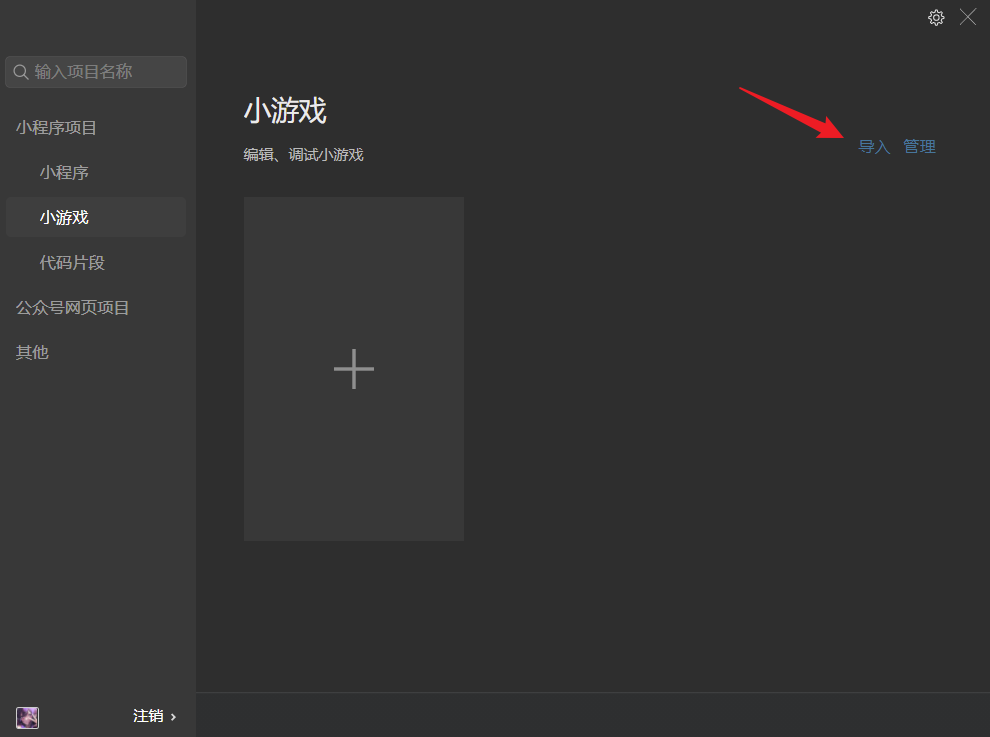 输入项目名称
小程序项目
小程序
小游戏
代码片段
公众号网页项目
其他
注销
小游戏
编辑、调试小游戏
导入 管理